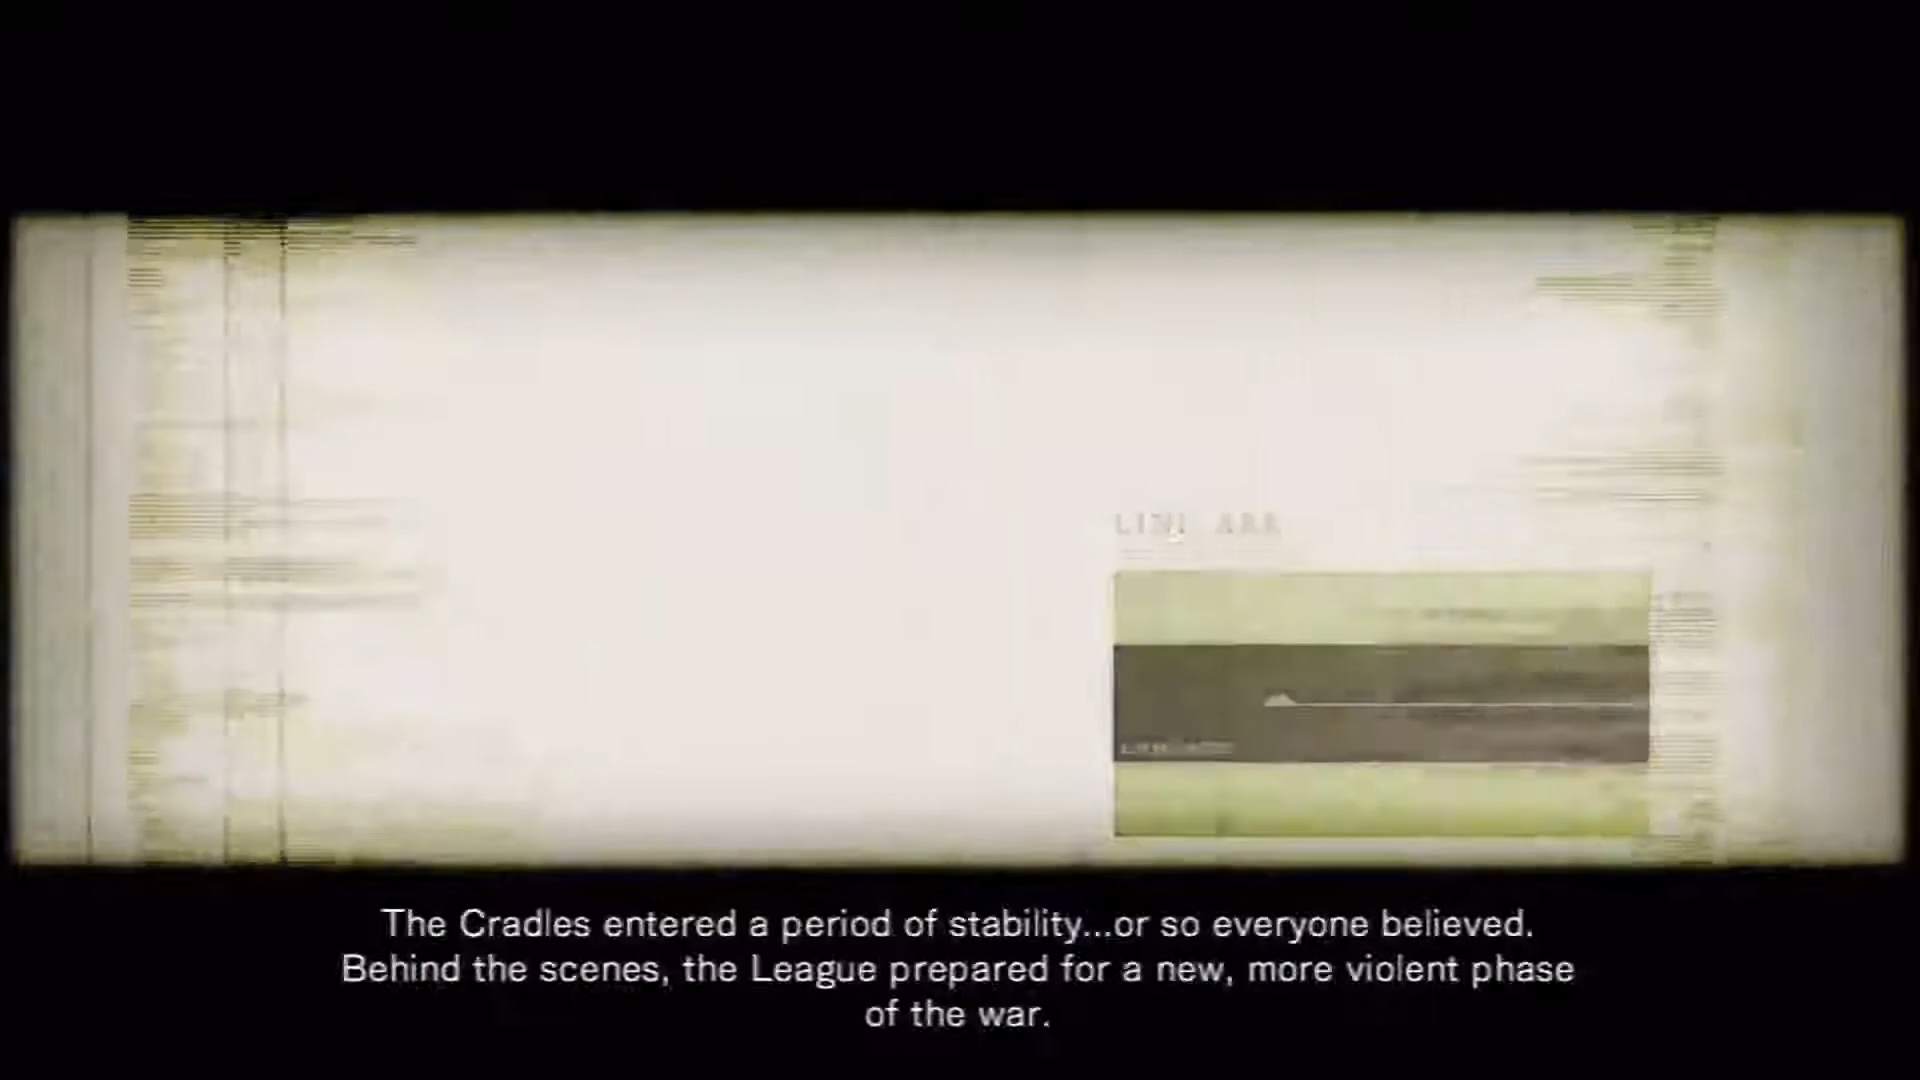 The Cradles entered a period of stability...or so everyone believed.
Behind the scenes, the League prepared for a new, more violent phase
of the war.